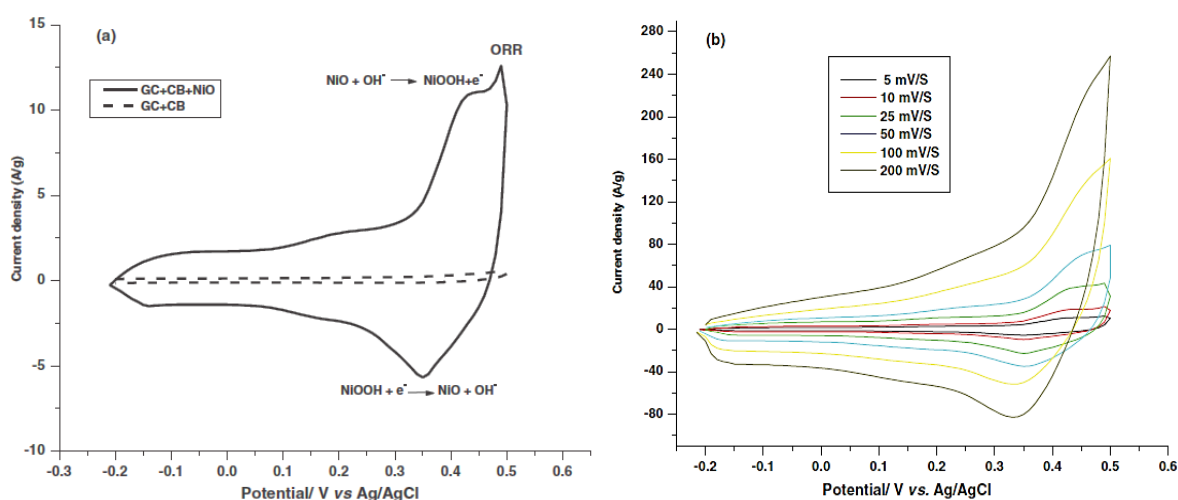 (a)
ORR
NiO + OH⁻ → NiOOH+e⁻
GC+CB+NiO
GC+CB
NiOOH + e⁻ → NiO + OH⁻
Current density (A/g)
15
10
5
0
-5
-10
-0.3 -0.2 -0.1 0.0 0.1 0.2 0.3 0.4 0.5 0.6
Potential/ V vs Ag/AgCl
(b)
5 mV/S
10 mV/S
25 mV/S
50 mV/S
100 mV/S
200 mV/S
Current density (A/g)
280
240
200
160
120
80
40
0
-40
-80
-0.2 -0.1 0.0 0.1 0.2 0.3 0.4 0.5 0.6
Potential/ V vs. Ag/AgCl